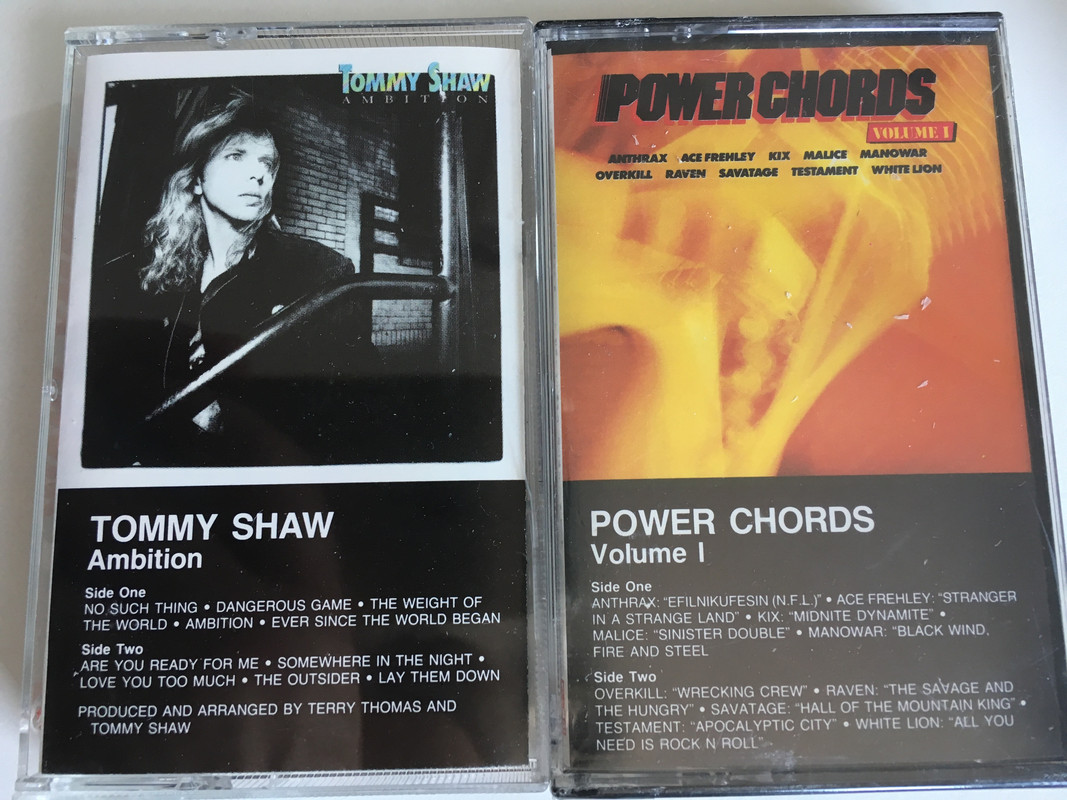 TOMMY SHAW
AMBITION
TOMMY SHAW
Ambition
Side One
NO SUCH THING • DANGEROUS GAME • THE WEIGHT OF
THE WORLD • AMBITION • EVER SINCE THE WORLD BEGAN
Side Two
ARE YOU READY FOR ME • SOMEWHERE IN THE NIGHT •
LOVE YOU TOO MUCH • THE OUTSIDER • LAY THEM DOWN
PRODUCED AND ARRANGED BY TERRY THOMAS AND
TOMMY SHAW
POWER CHORDS
VOLUME I
ANTHRAX ACE FREHLEY KIX MALICE MANOWAR
OVERKILL RAVEN SAVATAGE TESTAMENT WHITE LION
POWER CHORDS
Volume I
Side One
ANTHRAX: “EFILNIKUFESIN (N.F.L.)” • ACE FREHLEY: “STRANGER
IN A STRANGE LAND” • KIX: “MIDNITE DYNAMITE” •
MALICE: “SINISTER DOUBLE” • MANOWAR: “BLACK WIND,
FIRE AND STEEL
Side Two
OVERKILL: “WRECKING CREW” • RAVEN: “THE SAVAGE AND
THE HUNGRY” • SAVATAGE: “HALL OF THE MOUNTAIN KING” •
TESTAMENT: “APOCALYPTIC CITY” • WHITE LION: “ALL YOU
NEED IS ROCK N ROLL”